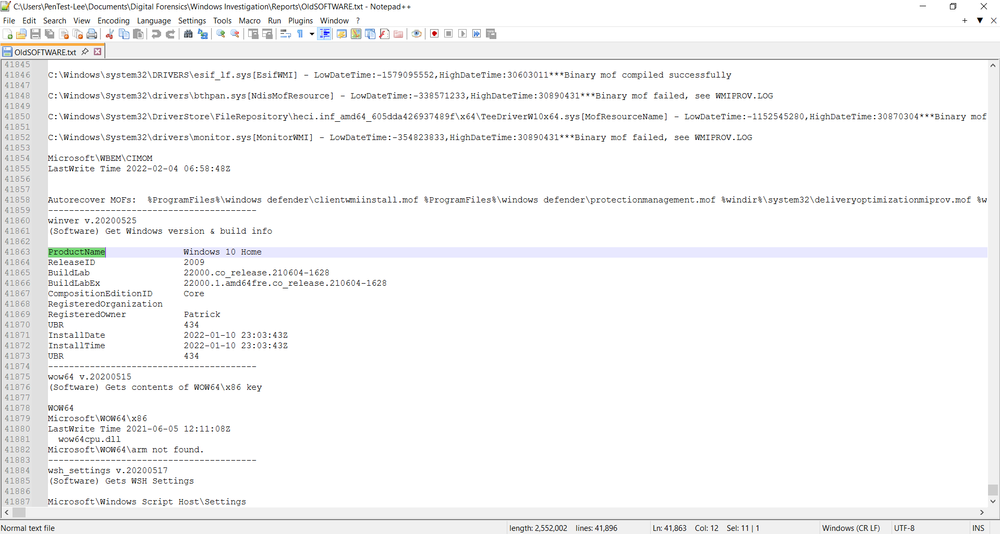 C:\Users\PenTest-Lee\Documents\Digital Forensics\Windows Investigation\Reports\OldSOFTWARE.txt - Notepad++
File Edit Search View Encoding Language Settings Tools Macro Run Plugins Window ?
OldSOFTWARE.txt
41845
41846 C:\Windows\system32\DRIVERS\esif_lf.sys[EsifWMI] - LowDateTime:-1579095552,HighDateTime:30603011***Binary mof compiled successfully
41847
41848 C:\Windows\System32\drivers\bthpan.sys[NdisMofResource] - LowDateTime:-338571233,HighDateTime:30890431***Binary mof failed, see WMIPROV.LOG
41849
41850 C:\Windows\System32\DriverStore\FileRepository\heci.inf_amd64_605dda426937489f\x64\TeeDriverW10x64.sys[MofResourceName] - LowDateTime:-1152545280,HighDateTime:30870304***Binary mof
41851
41852 C:\Windows\System32\drivers\monitor.sys[MonitorWMI] - LowDateTime:-354823833,HighDateTime:30890431***Binary mof failed, see WMIPROV.LOG
41853
41854 Microsoft\WBEM\CIMOM
41855 LastWrite Time 2022-02-04 06:58:48Z
41856
41857
41858 Autorecover MOFs:  %ProgramFiles%\windows defender\clientwmiinstall.mof %ProgramFiles%\windows defender\protectionmanagement.mof %windir%\system32\deliveryoptimizationmiprov.mof %w
41859 ----------------------------------------
41860 winver v.20200525
41861 (Software) Get Windows version & build info
41862
41863 ProductName               Windows 10 Home
41864 ReleaseID                 2009
41865 BuildLab                  22000.co_release.210604-1628
41866 BuildLabEx                22000.1.amd64fre.co_release.210604-1628
41867 CompositionEditionID      Core
41868 RegisteredOrganization
41869 RegisteredOwner           Patrick
41870 UBR                       434
41871 InstallDate               2022-01-10 23:03:43Z
41872 InstallTime               2022-01-10 23:03:43Z
41873 UBR                       434
41874 ----------------------------------------
41875 wow64 v.20200515
41876 (Software) Gets contents of WOW64\x86 key
41877
41878 WOW64
41879 Microsoft\WOW64\x86
41880 LastWrite Time 2021-06-05 12:11:08Z
41881   wow64cpu.dll
41882 Microsoft\WOW64\arm not found.
41883 ----------------------------------------
41884 wsh_settings v.20200517
41885 (Software) Gets WSH Settings
41886
41887 Microsoft\Windows Script Host\Settings
Normal text file length: 2,552,002 lines: 41,896 Ln: 41,863 Col: 12 Sel: 11 | 1 Windows (CR LF) UTF-8 INS